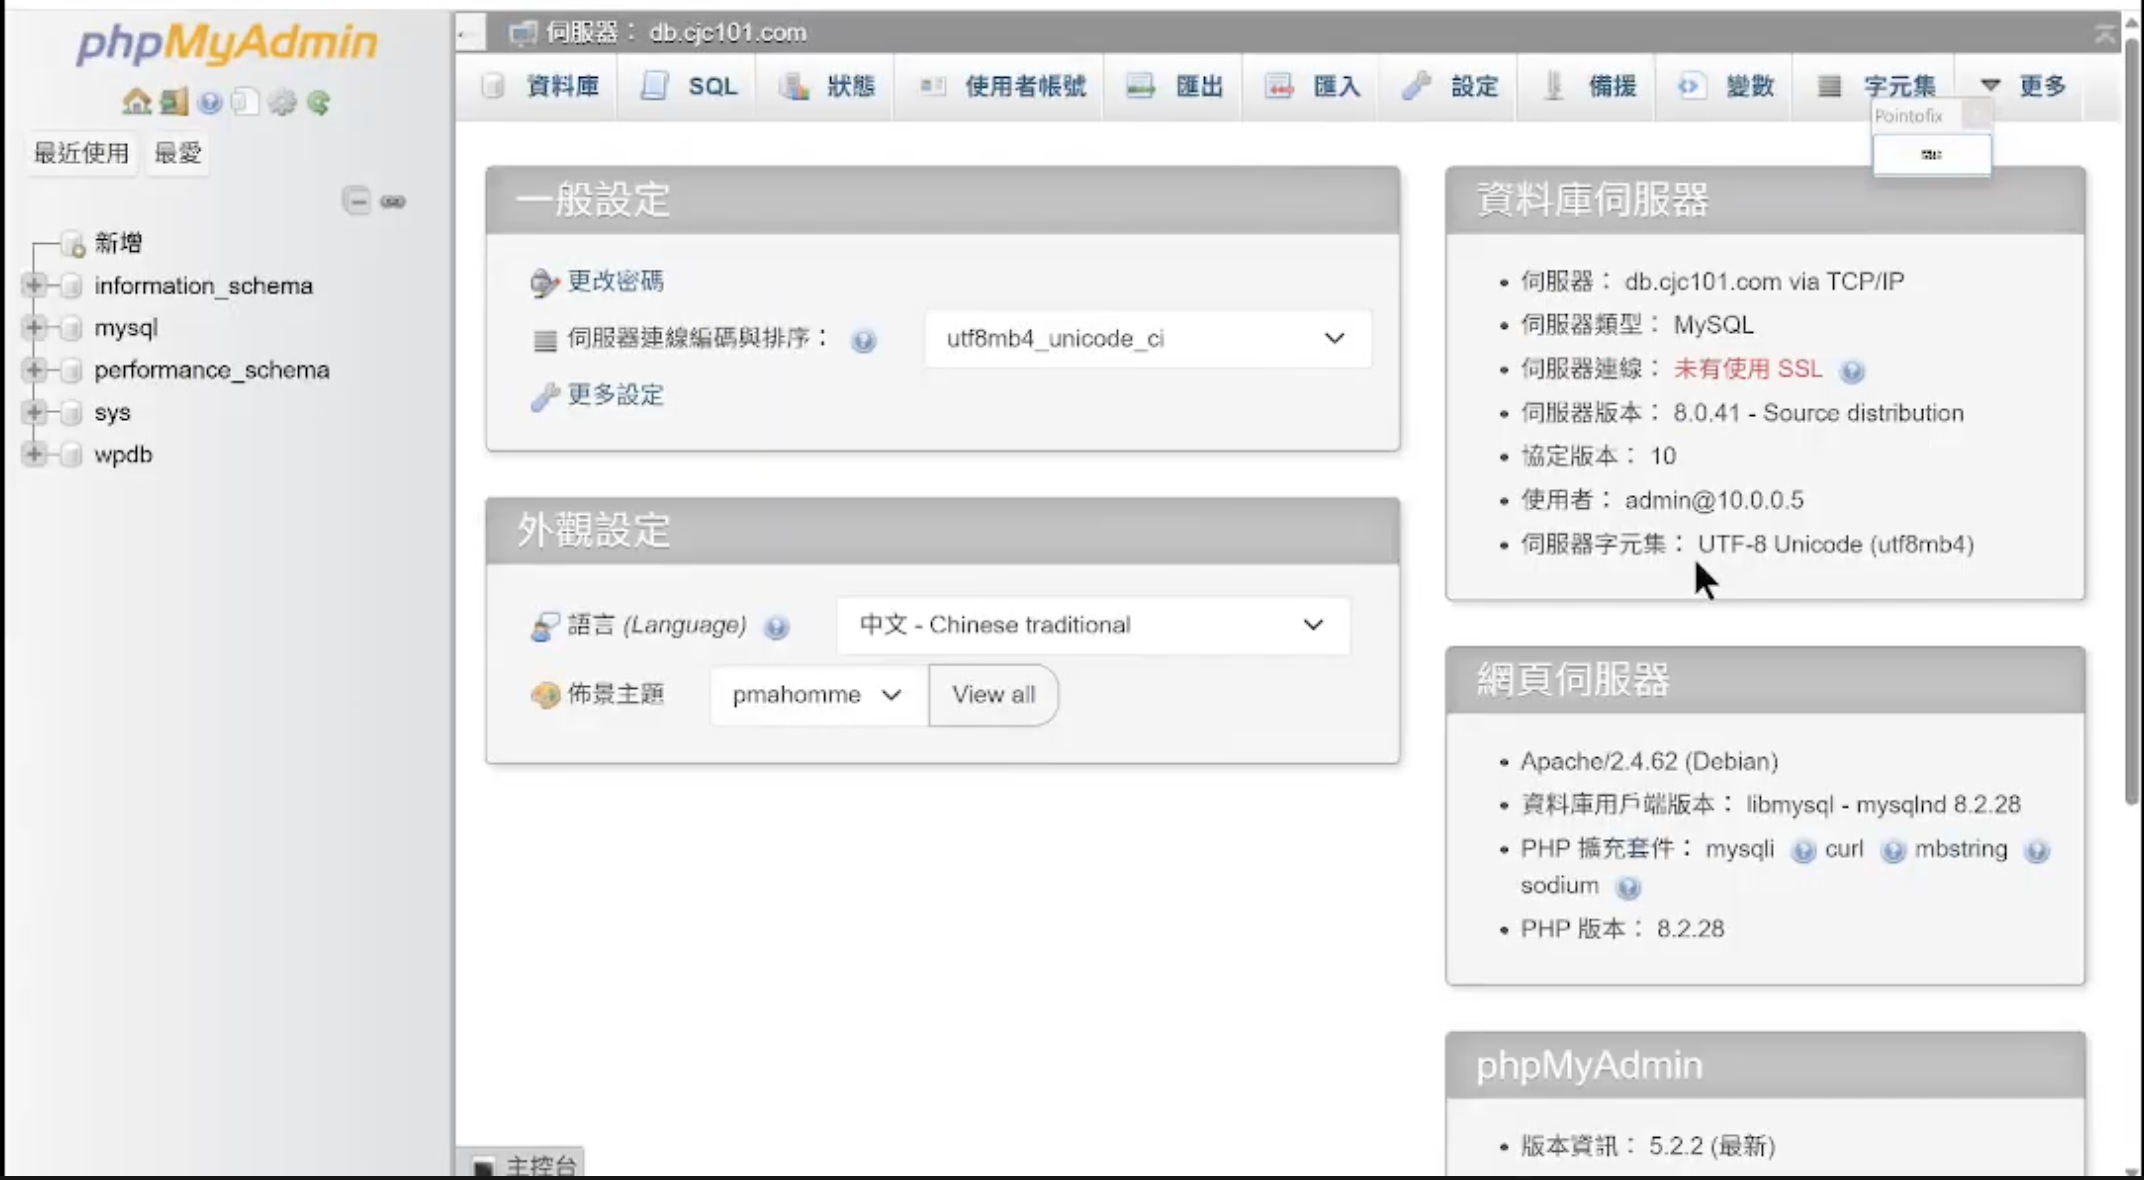 phpMyAdmin
最近使用 最愛
新增
information_schema
mysql
performance_schema
sys
wpdb
伺服器： db.cjc101.com
資料庫 SQL 狀態 使用者帳號 匯出 匯入 設定 備援 變數 字元集 更多
Pointofix
一般設定
更改密碼
伺服器連線編碼與排序： utf8mb4_unicode_ci
更多設定
外觀設定
語言 (Language) 中文 - Chinese traditional
佈景主題 pmahomme View all
資料庫伺服器
伺服器： db.cjc101.com via TCP/IP
伺服器類型： MySQL
伺服器連線： 未有使用 SSL
伺服器版本： 8.0.41 - Source distribution
協定版本： 10
使用者： admin@10.0.0.5
伺服器字元集： UTF-8 Unicode (utf8mb4)
網頁伺服器
Apache/2.4.62 (Debian)
資料庫用戶端版本： libmysql - mysqlnd 8.2.28
PHP 擴充套件： mysqli curl mbstring
sodium
PHP 版本： 8.2.28
phpMyAdmin
版本資訊： 5.2.2 (最新)
主控台